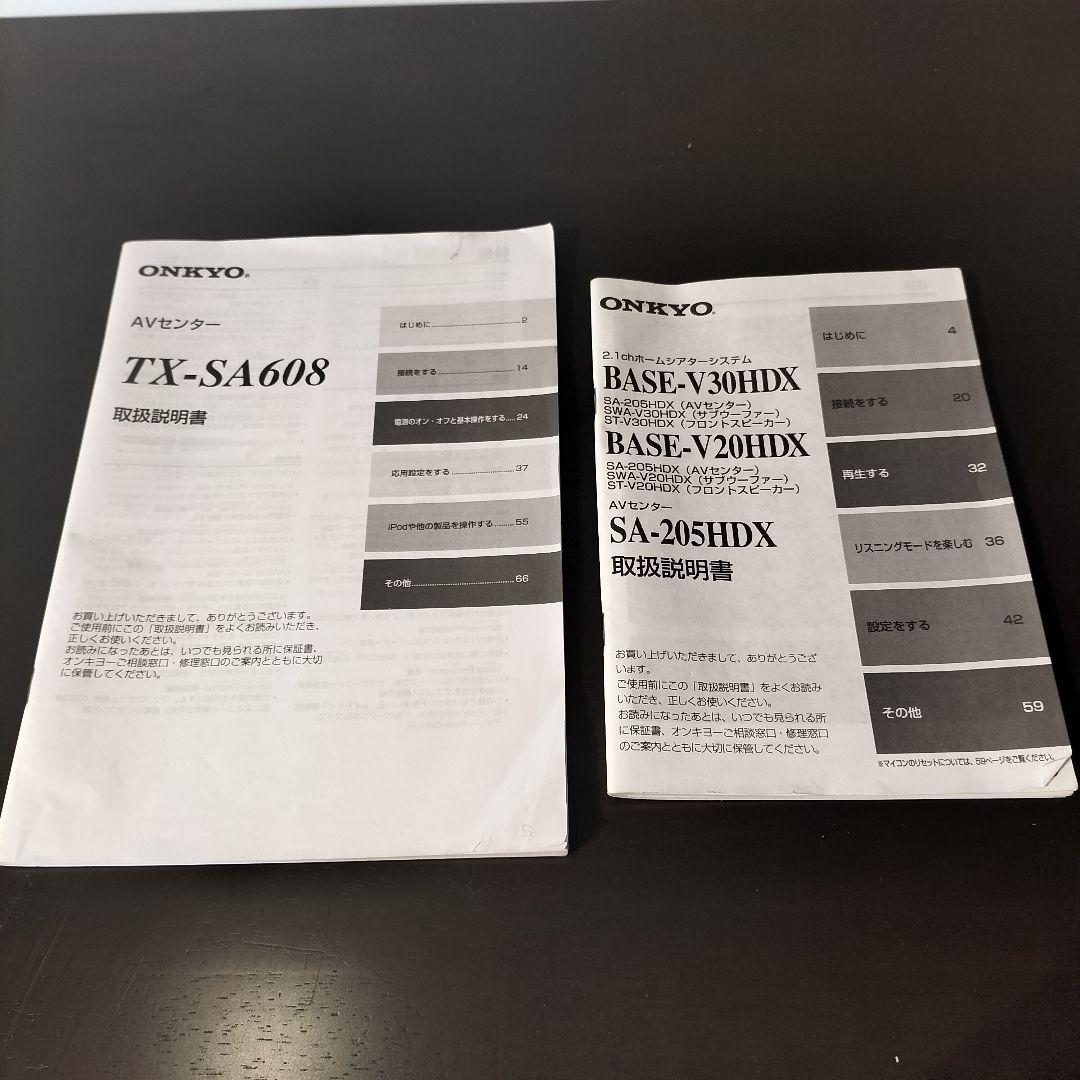 ONKYO®
AVセンター
TX-SA608
取扱説明書
はじめに..........2
接続をする..........14
電源のオン・オフと基本操作をする.....24
応用設定をする..........37
iPodや他の製品を操作する..........55
その他..........66
お買い上げいただきまして、ありがとうございます。
ご使用前にこの「取扱説明書」をよくお読みいただき、
正しくお使いください。
お読みになったあとは、いつでも見られる所に保証書、
オンキヨーご相談窓口・修理窓口のご案内とともに大切
に保管してください。
ONKYO®
2.1chホームシアターシステム
BASE-V30HDX
SA-205HDX（AVセンター）
SWA-V30HDX（サブウーファー）
ST-V30HDX（フロントスピーカー）
BASE-V20HDX
SA-205HDX（AVセンター）
SWA-V20HDX（サブウーファー）
ST-V20HDX（フロントスピーカー）
AVセンター
SA-205HDX
取扱説明書
はじめに 4
接続をする 20
再生する 32
リスニングモードを楽しむ 36
設定をする 42
その他 59
お買い上げいただきまして、ありがとうござ
います。
ご使用前にこの「取扱説明書」をよくお読み
いただき、正しくお使いください。
お読みになったあとは、いつでも見られる所
に保証書、オンキヨーご相談窓口・修理窓口
のご案内とともに大切に保管してください。
※マイコンのリセットについては、59ページをご覧ください。